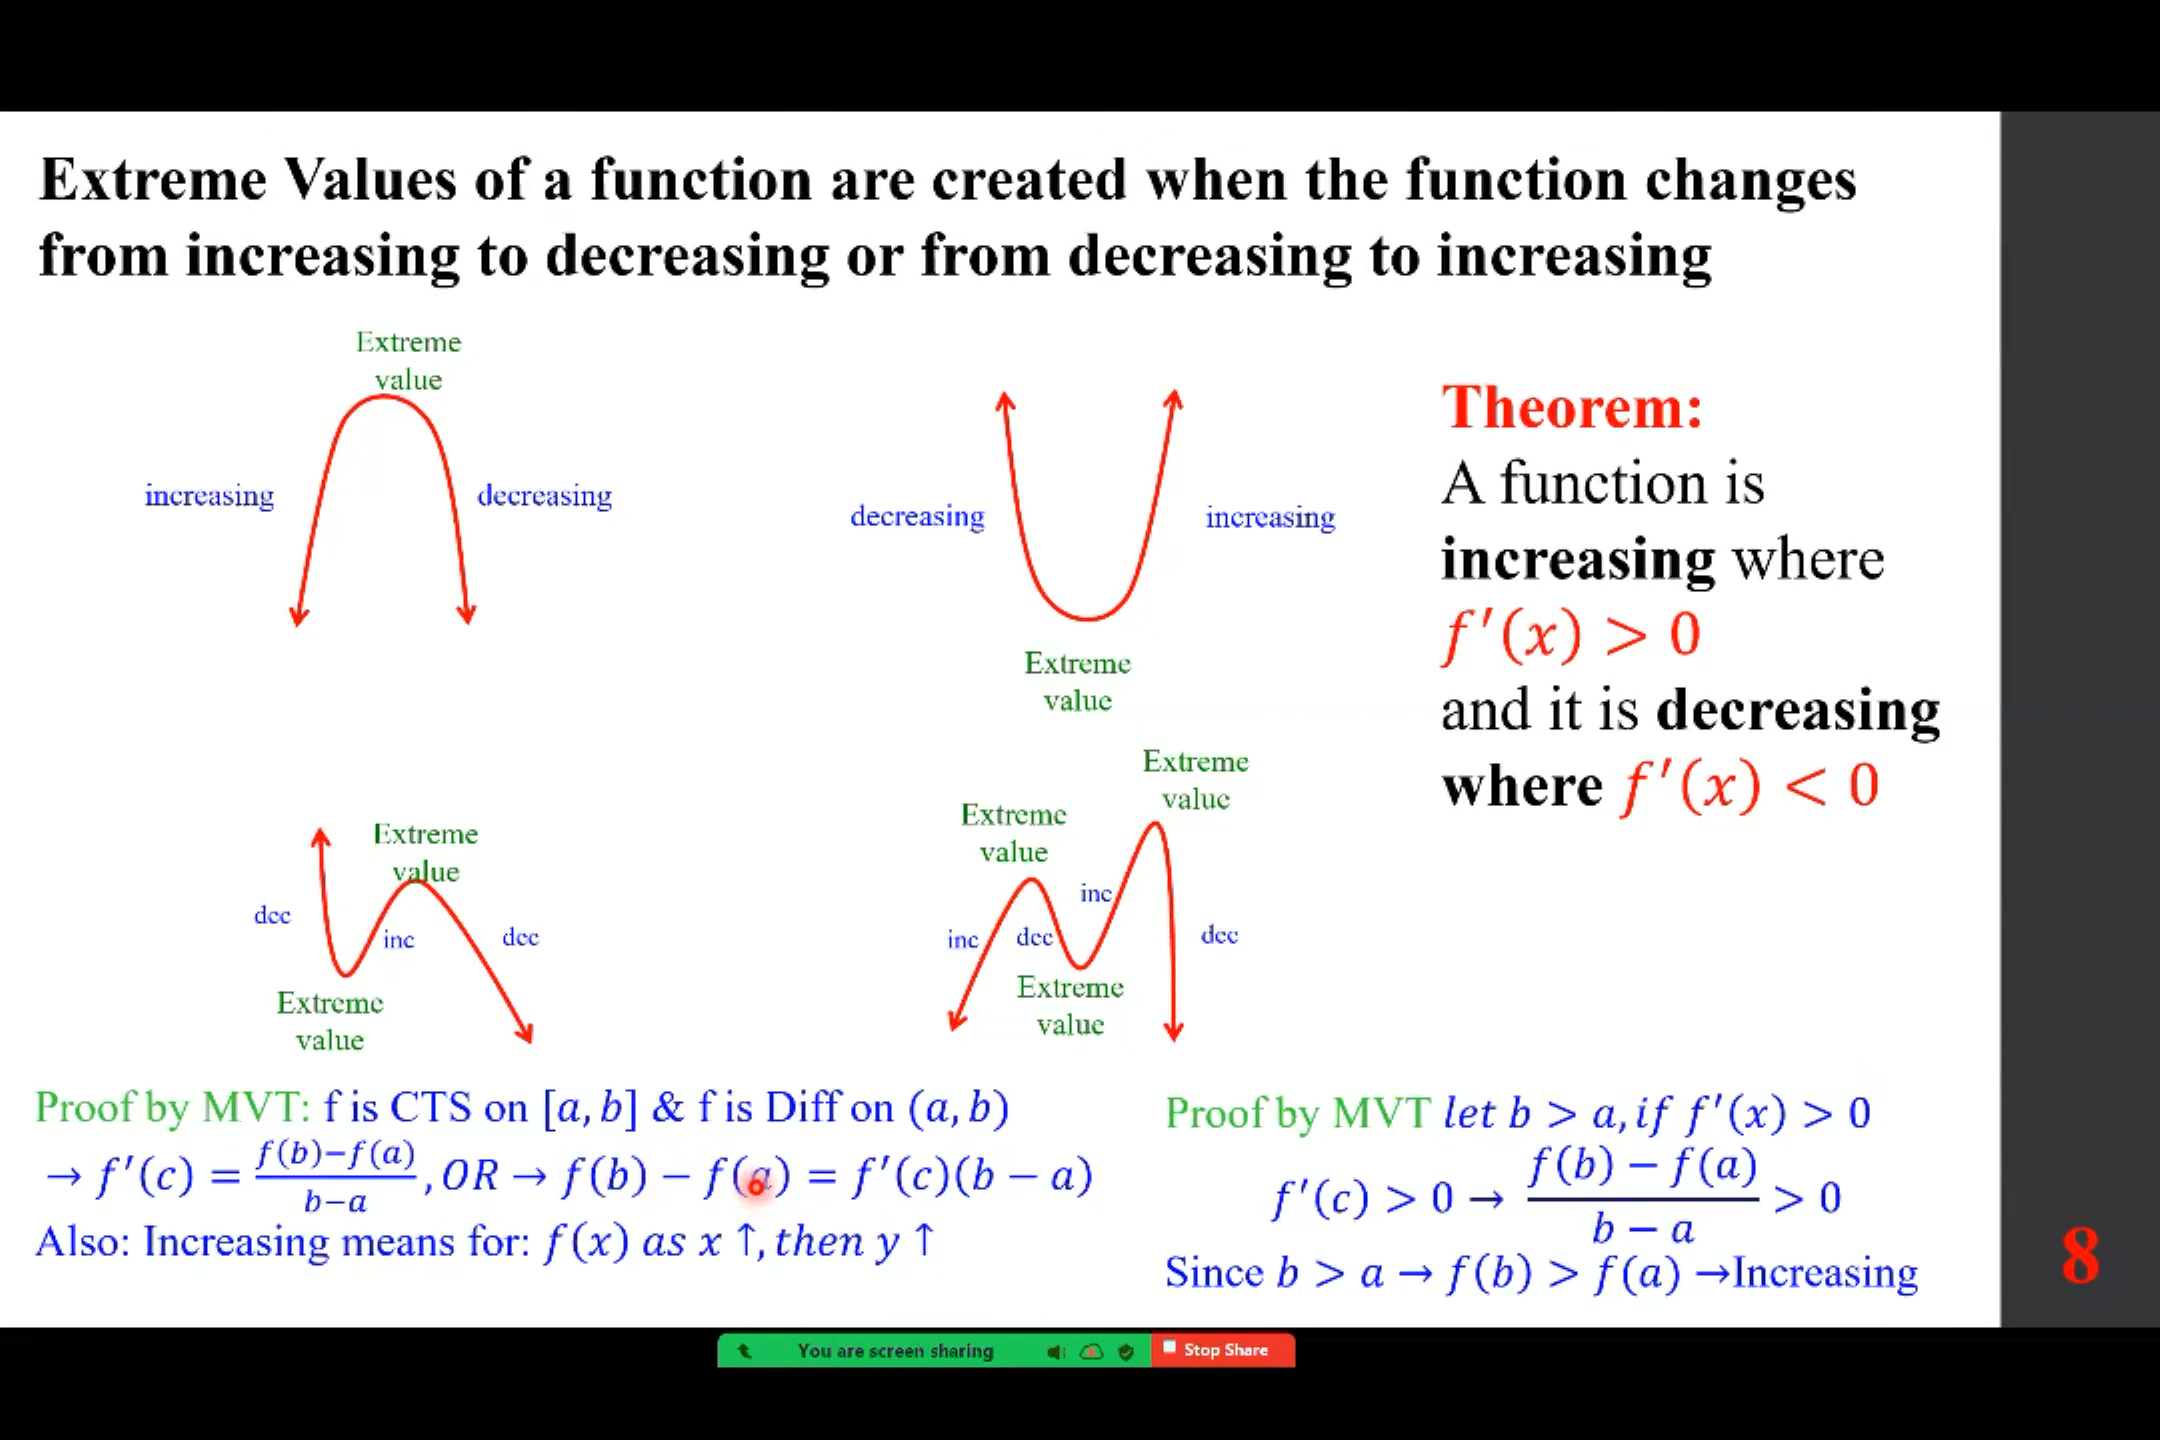 Extreme Values of a function are created when the function changes
from increasing to decreasing or from decreasing to increasing
Extreme
value
increasing
decreasing
decreasing
increasing
Extreme
value
Theorem:
A function is
increasing where
f′(x) > 0
and it is decreasing
where f′(x) < 0
Extreme
value
dec
inc
dec
Extreme
value
Extreme
value
Extreme
value
inc
dec
inc
dec
Extreme
value
Proof by MVT: f is CTS on [a, b] & f is Diff on (a, b)
→ f′(c) = f(b)−f(a) / b−a , OR → f(b) − f(a) = f′(c)(b − a)
Also: Increasing means for: f(x) as x ↑, then y ↑
Proof by MVT let b > a, if f′(x) > 0
f′(c) > 0 → f(b) − f(a) / b − a > 0
Since b > a → f(b) > f(a) →Increasing
8
You are screen sharing
Stop Share